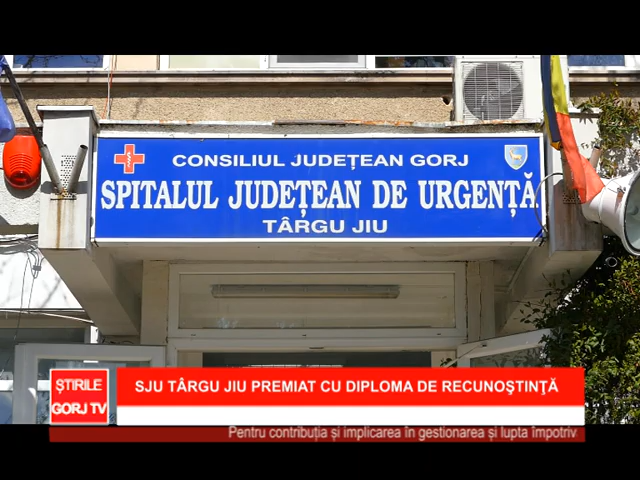 CONSILIUL JUDEȚEAN GORJ
SPITALUL JUDEȚEAN DE URGENȚĂ
TÂRGU JIU
ȘTIRILE
GORJ TV
SJU TÂRGU JIU PREMIAT CU DIPLOMA DE RECUNOŞTINŢĂ
Pentru contribuția și implicarea în gestionarea și lupta împotriv